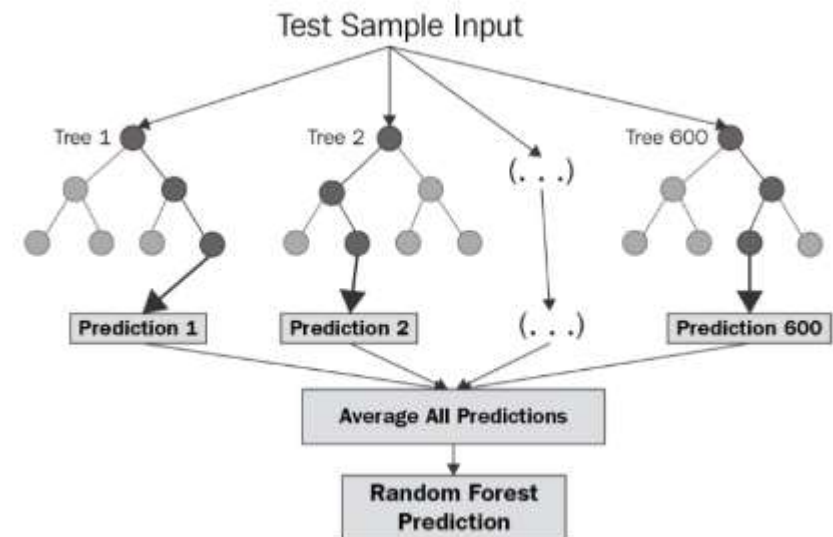 Test Sample Input
Tree 1
Tree 2
Tree 600
(. . .)
Prediction 1
Prediction 2
(. . .)
Prediction 600
Average All Predictions
Random Forest
Prediction